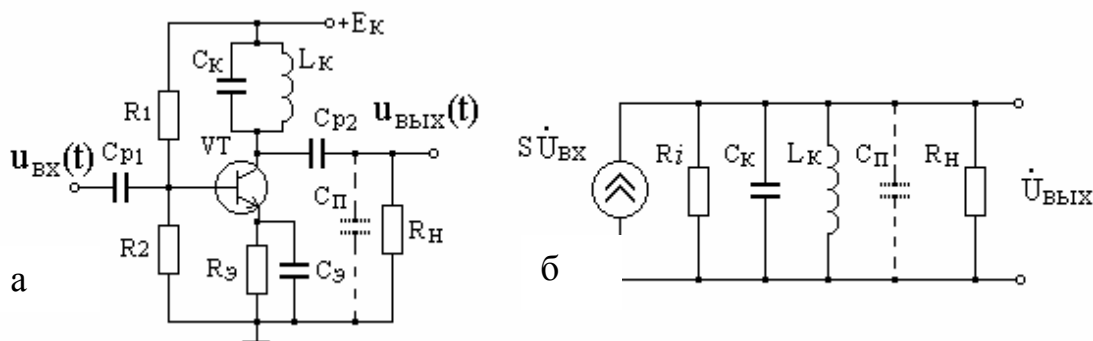 +Eк
Cк
Lк
R1
Cр2
uвых(t)
VT
uвх(t)
Cр1
Cп
Rн
R2
Rэ
Cэ
а
SU̇вх
Ri
Cк
Lк
Cп
Rн
U̇вых
б